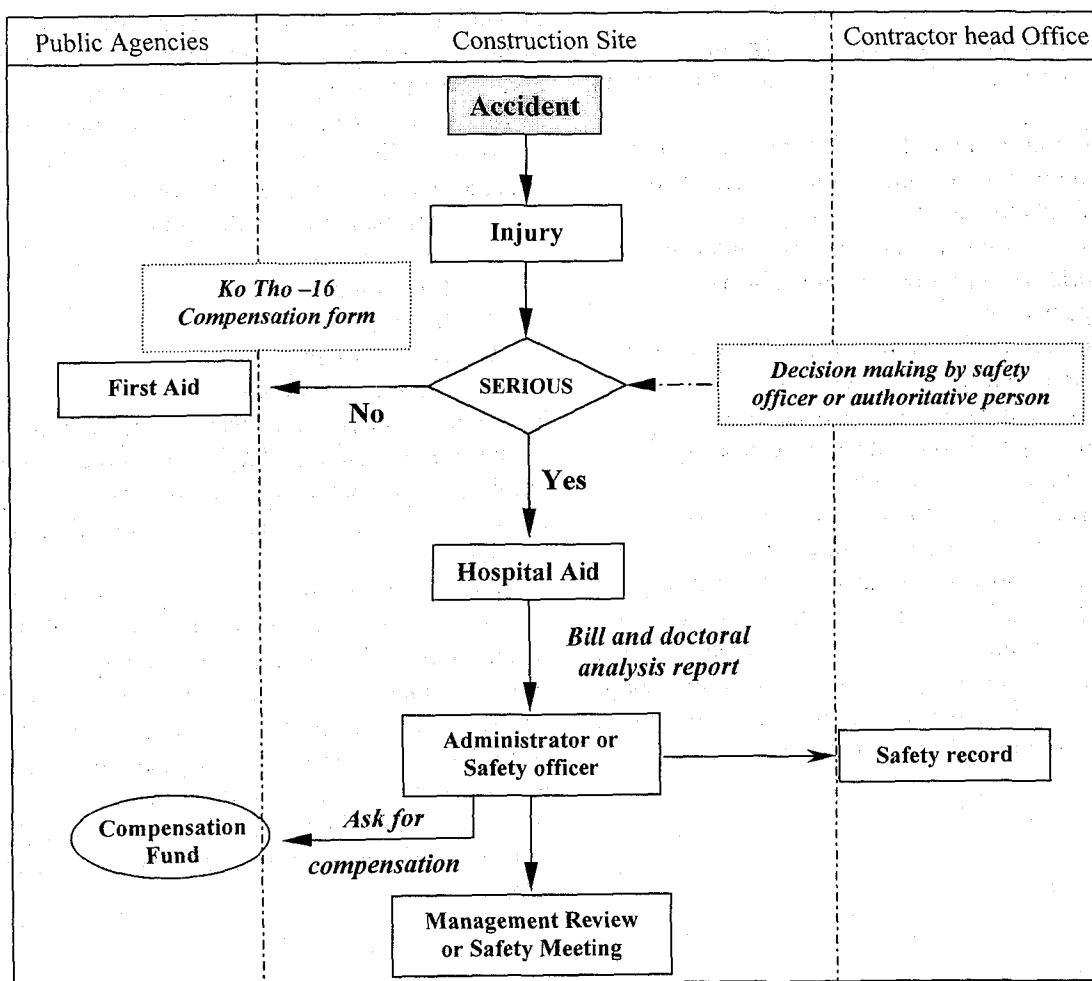 Public Agencies
Construction Site
Contractor head Office
Accident
Injury
Ko Tho –16
Compensation form
First Aid
No
SERIOUS
Decision making by safety
officer or authoritative person
Yes
Hospital Aid
Bill and doctoral
analysis report
Administrator or
Safety officer
Safety record
Compensation
Fund
Ask for
compensation
Management Review
or Safety Meeting